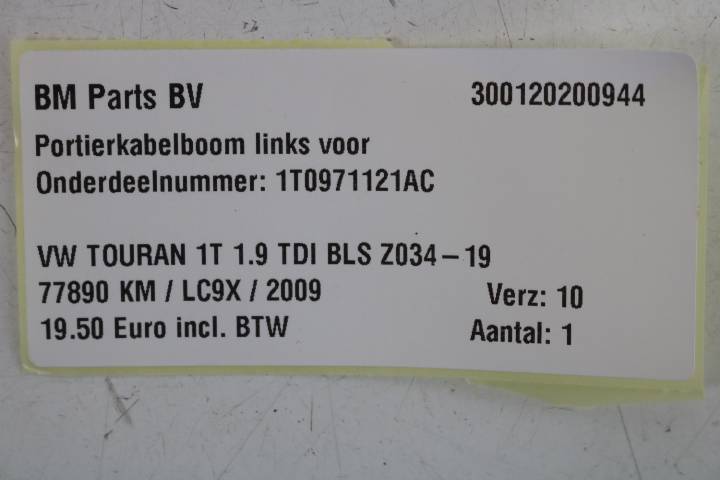 BM Parts BV 300120200944
Portierkabelboom links voor
Onderdeelnummer: 1T0971121AC
VW TOURAN 1T 1.9 TDI BLS Z034-19
77890 KM / LC9X / 2009 Verz: 10
19.50 Euro incl. BTW Aantal: 1